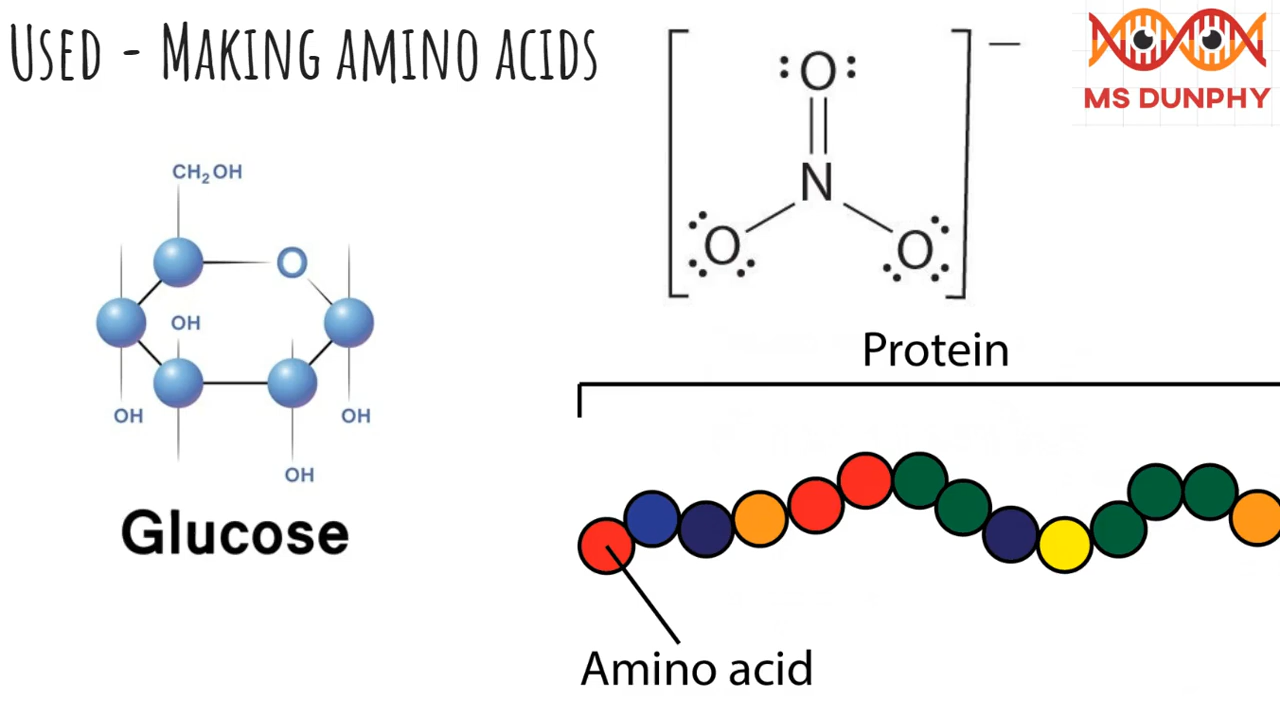 USED - MAKING AMINO ACIDS
MS DUNPHY
CH₂OH
O
OH
OH
OH
OH
Glucose
:O:
N
O
O
−
Protein
Amino acid